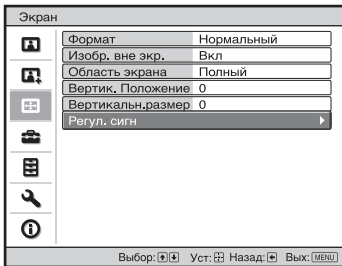 Экран
Формат Нормальный
Изобр. вне экр. Вкл
Область экрана Полный
Вертик. Положение 0
Вертикальн.размер 0
Регул. сигн
Выбор: Уст: Назад: Вых: MENU